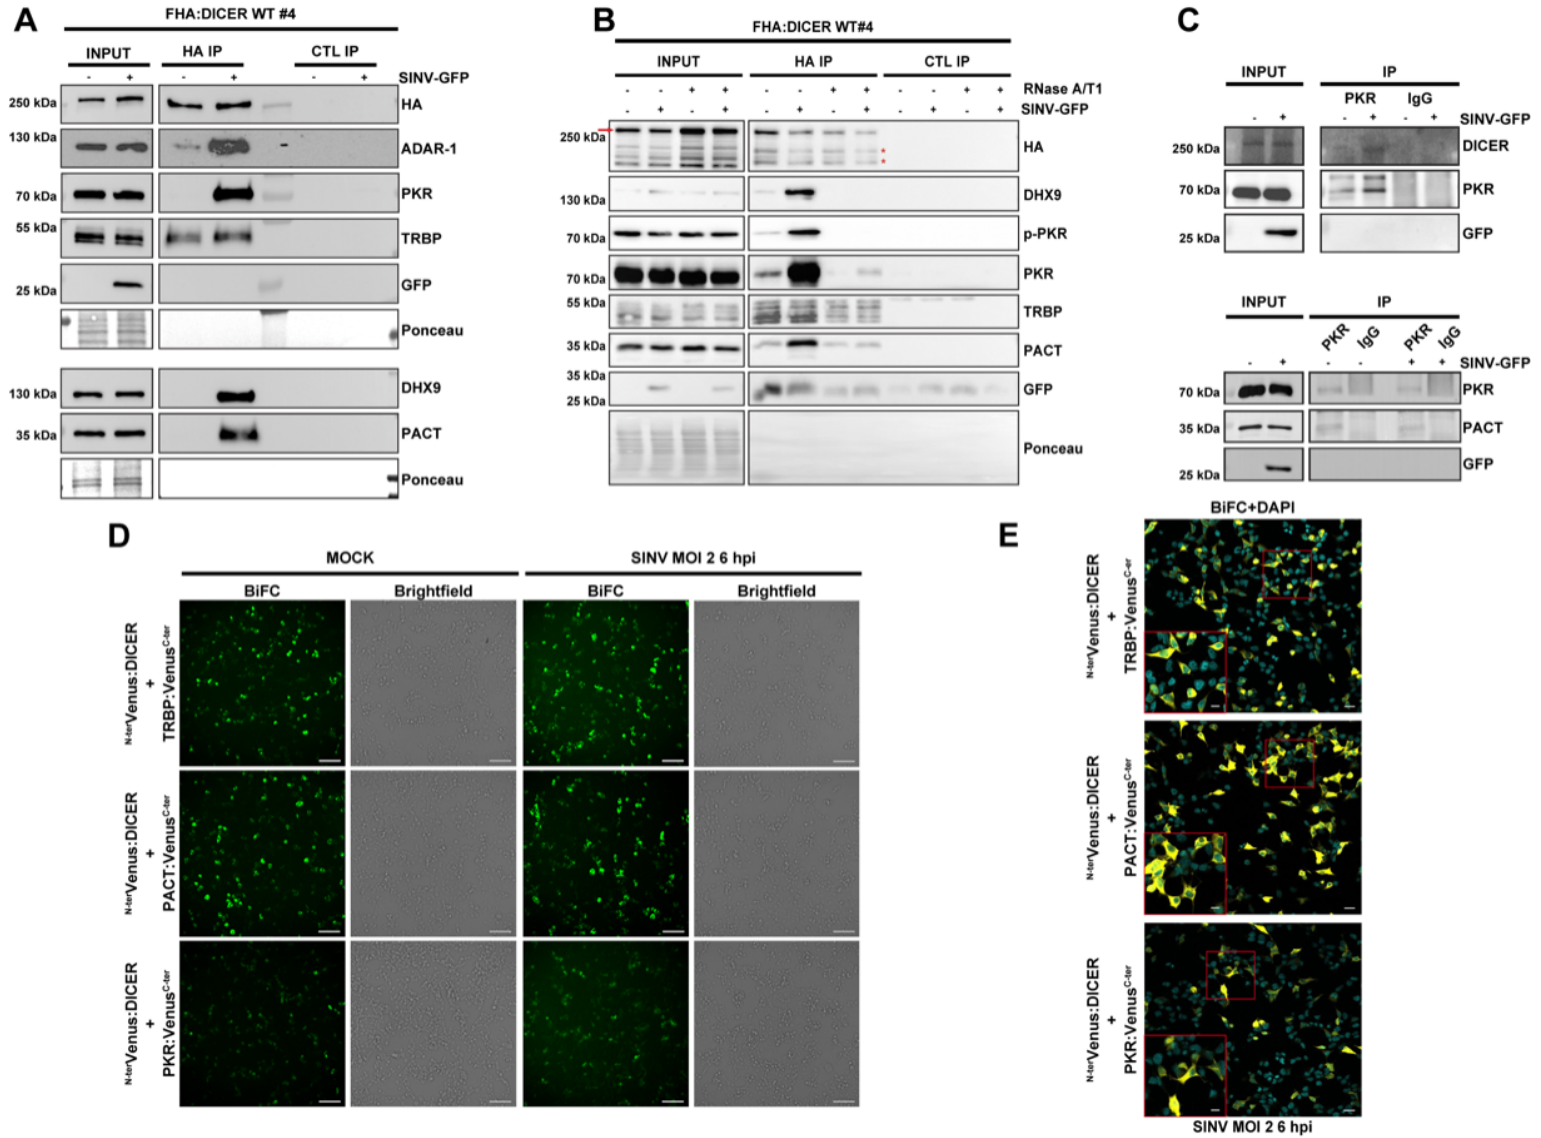 A
FHA:DICER WT #4
INPUT HA IP CTL IP
- + - + - + SINV-GFP
250 kDa HA
130 kDa ADAR-1
70 kDa PKR
55 kDa TRBP
25 kDa GFP
Ponceau
130 kDa DHX9
35 kDa PACT
Ponceau
B
FHA:DICER WT#4
INPUT HA IP CTL IP
- - + + - - + + - - + + RNase A/T1
- + - + - + - + - + - + SINV-GFP
250 kDa HA
*
*
130 kDa DHX9
70 kDa p-PKR
70 kDa PKR
55 kDa TRBP
35 kDa PACT
35 kDa GFP
25 kDa
Ponceau
C
INPUT IP
PKR IgG
- + - + - + SINV-GFP
250 kDa DICER
70 kDa PKR
25 kDa GFP
INPUT IP
PKR IgG PKR IgG
- + - - + + SINV-GFP
70 kDa PKR
35 kDa PACT
25 kDa GFP
D
MOCK SINV MOI 2 6 hpi
BiFC Brightfield BiFC Brightfield
N-terVenus:DICER
+
TRBP:VenusC-ter
N-terVenus:DICER
+
PACT:VenusC-ter
N-terVenus:DICER
+
PKR:VenusC-ter
E
BiFC+DAPI
N-terVenus:DICER
+
TRBP:VenusC-er
N-terVenus:DICER
+
PACT:VenusC-ter
N-terVenus:DICER
+
PKR:VenusC-ter
SINV MOI 2 6 hpi